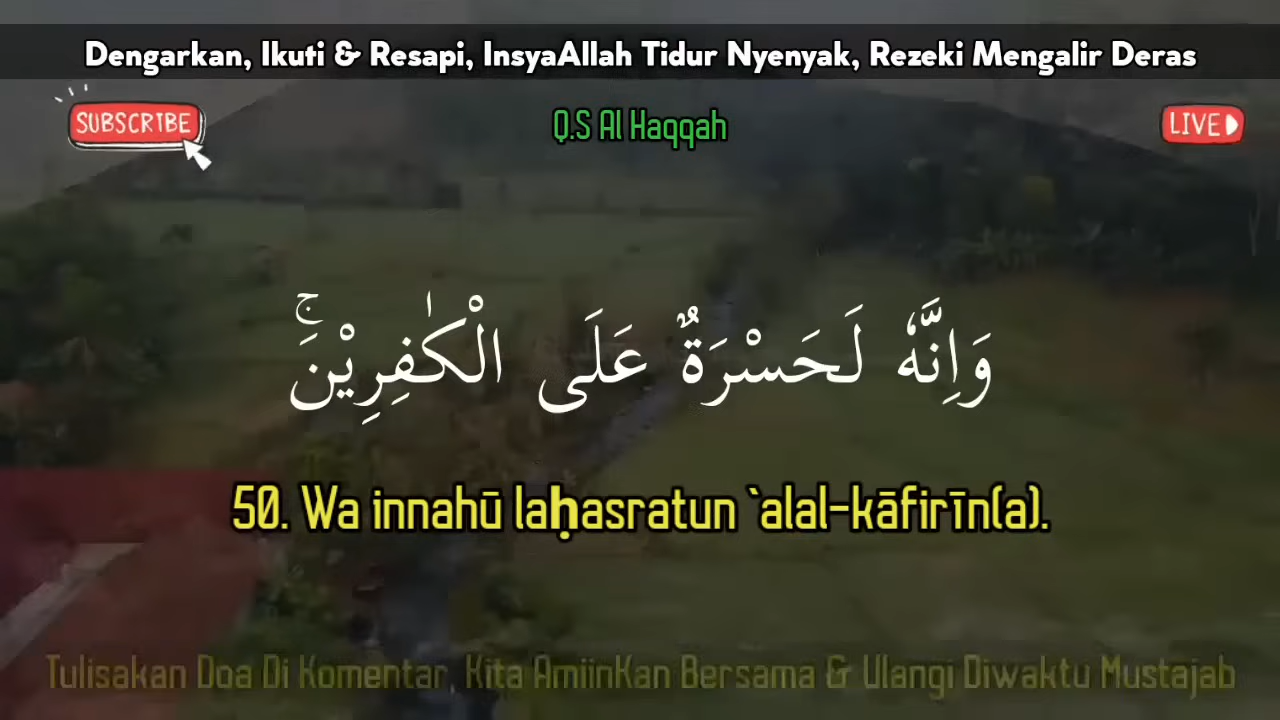 Dengarkan, Ikuti & Resapi, InsyaAllah Tidur Nyenyak, Rezeki Mengalir Deras
SUBSCRIBE
LIVE
Q.S Al Haqqah
وَاِنَّهٗ لَحَسْرَةٌ عَلَى الْكٰفِرِيْنَۚ
50. Wa innahū laḥasratun `alal-kāfirīn(a).
Tulisakan Doa Di Komentar, Kita AmiinKan Bersama & Ulangi Diwaktu Mustajab